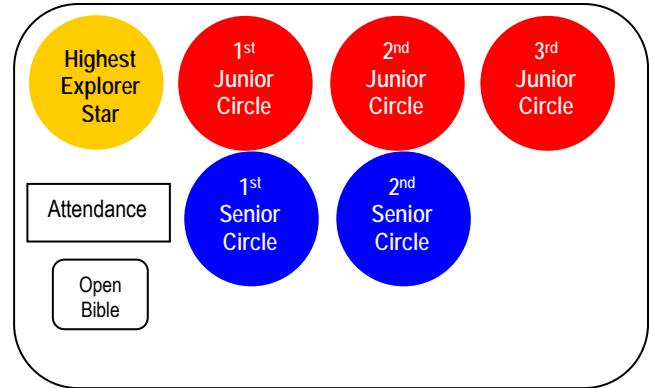 Highest
Explorer
Star
1st
Junior
Circle
2nd
Junior
Circle
3rd
Junior
Circle
Attendance
1st
Senior
Circle
2nd
Senior
Circle
Open
Bible